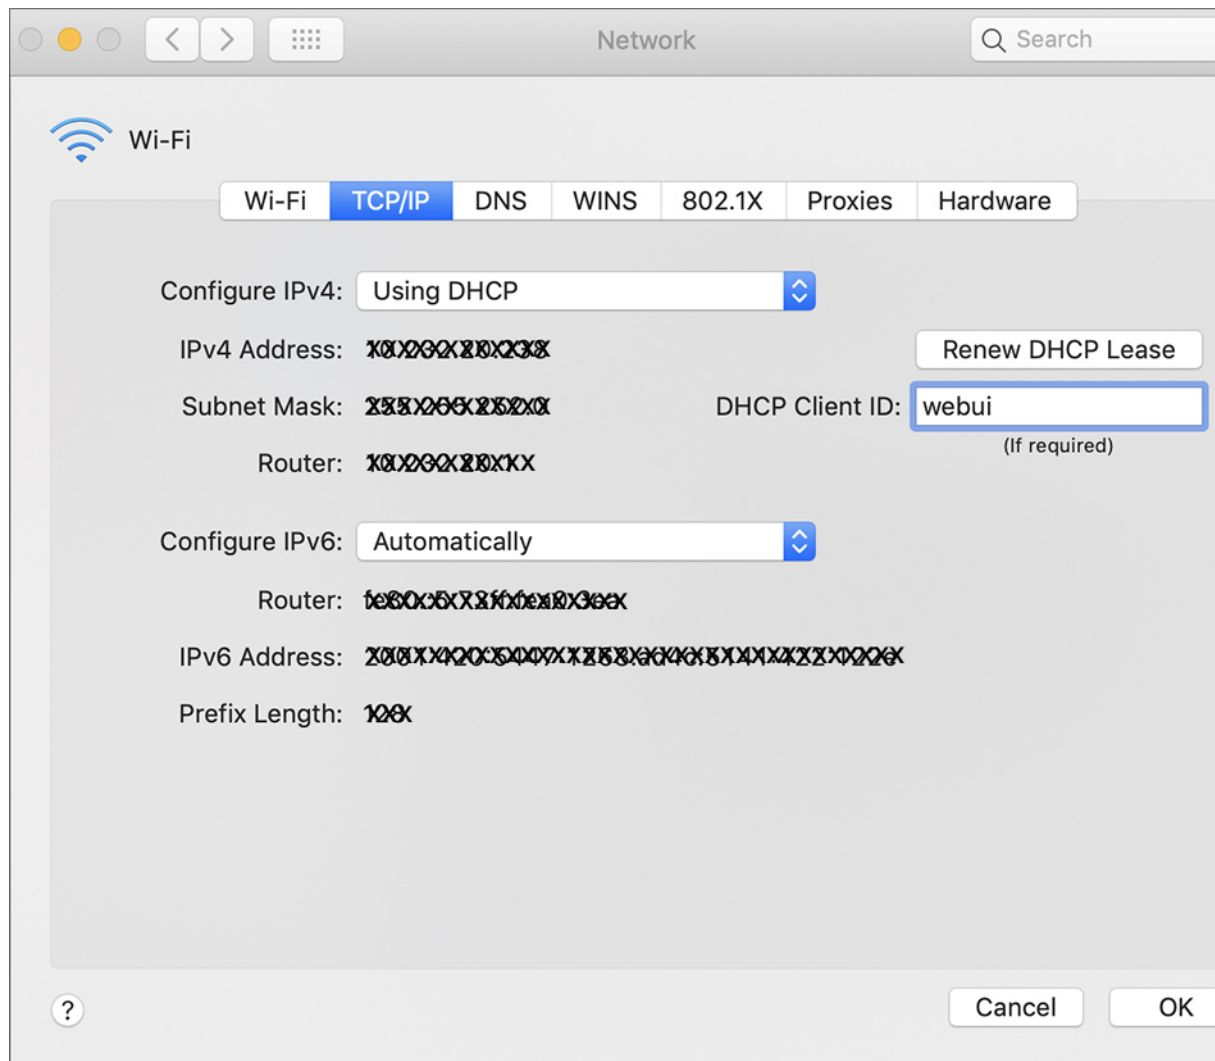 Network
Search
Wi-Fi
Wi-Fi TCP/IP DNS WINS 802.1X Proxies Hardware
Configure IPv4: Using DHCP
IPv4 Address:
Renew DHCP Lease
Subnet Mask:
DHCP Client ID: webui
(If required)
Router:
Configure IPv6: Automatically
Router:
IPv6 Address:
Prefix Length:
?
Cancel OK